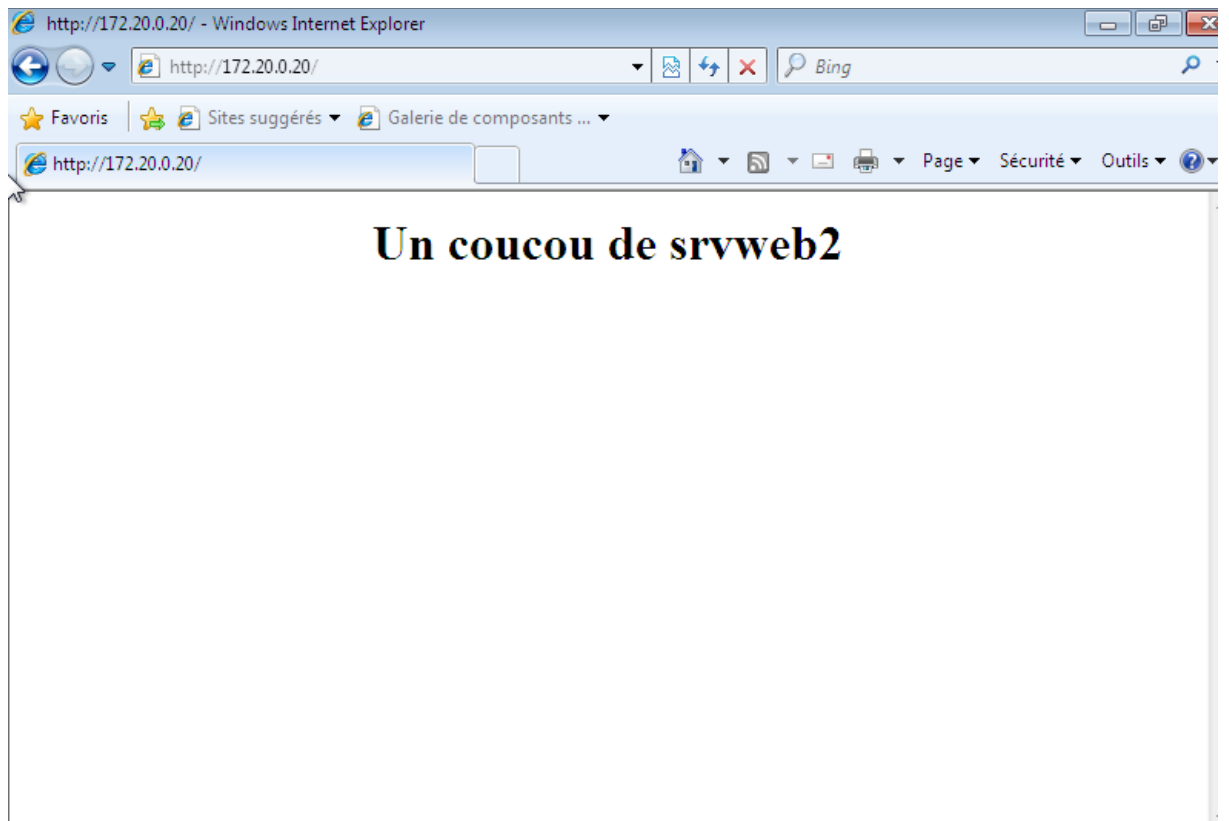 http://172.20.0.20/ - Windows Internet Explorer
http://172.20.0.20/
Bing
Favoris
Sites suggérés
Galerie de composants ...
http://172.20.0.20/
Page
Sécurité
Outils
Un coucou de srvweb2